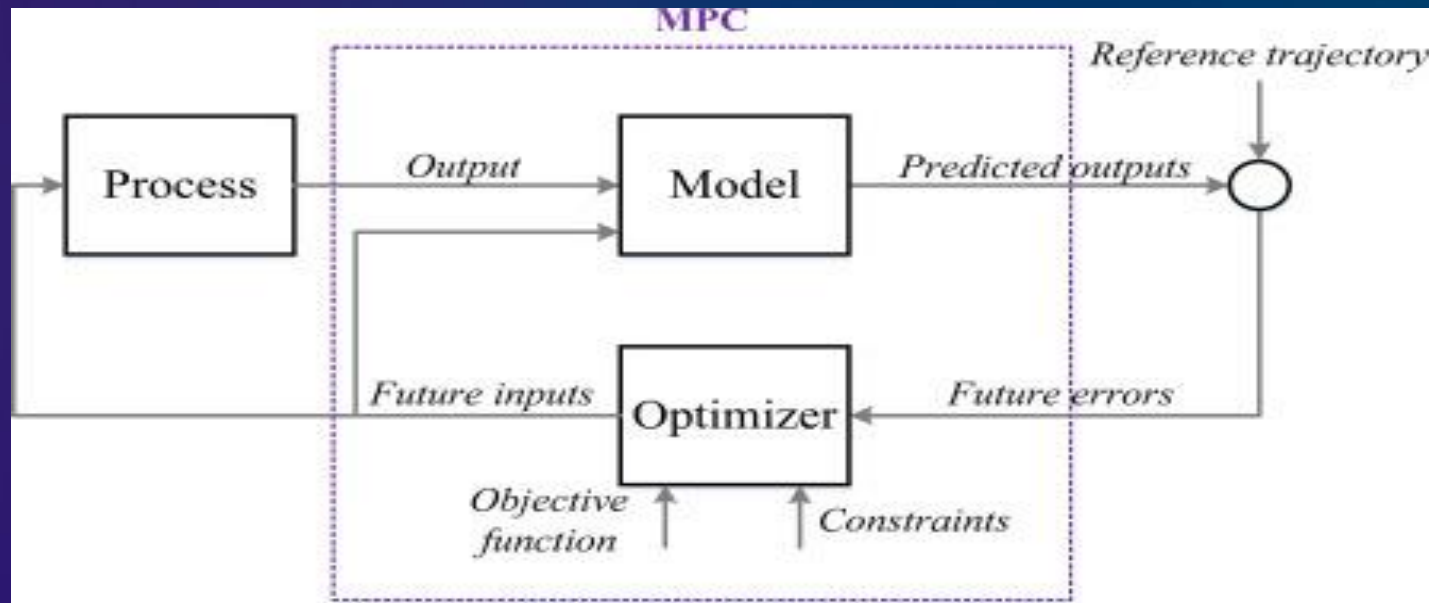 MPC
Reference trajectory
Process
Output
Model
Predicted outputs
Future inputs
Optimizer
Future errors
Objective
function
Constraints